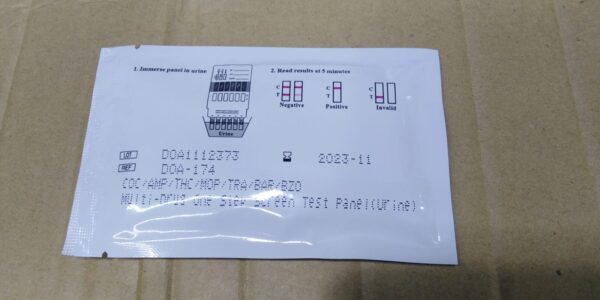 1. Immerse panel in urine
2. Read results at 5 minutes
C
T
C
T
C
T
Negative
Positive
Invalid
Urine
LOT DOA1112373
2023-11
REF DOA-174
COC/AMP/THC/MOP/TRA/BAR/BZO
Multi-Drug One Step Screen Test Panel(Urine)